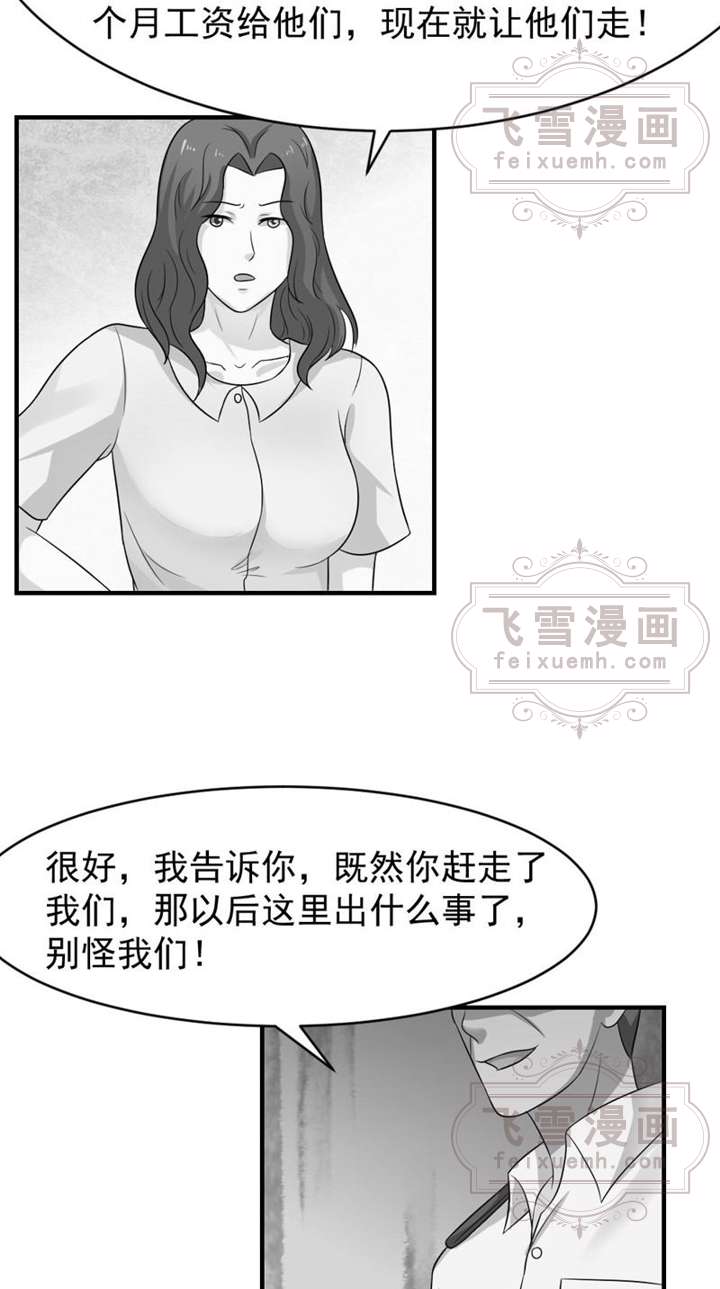 个月工资给他们，现在就让他们走！
飞雪漫画
feixuemh.com
飞雪漫画
feixuemh.com
很好，我告诉你，既然你赶走了
我们，那以后这里出什么事了，
别怪我们！
飞雪漫画
feixuemh.com